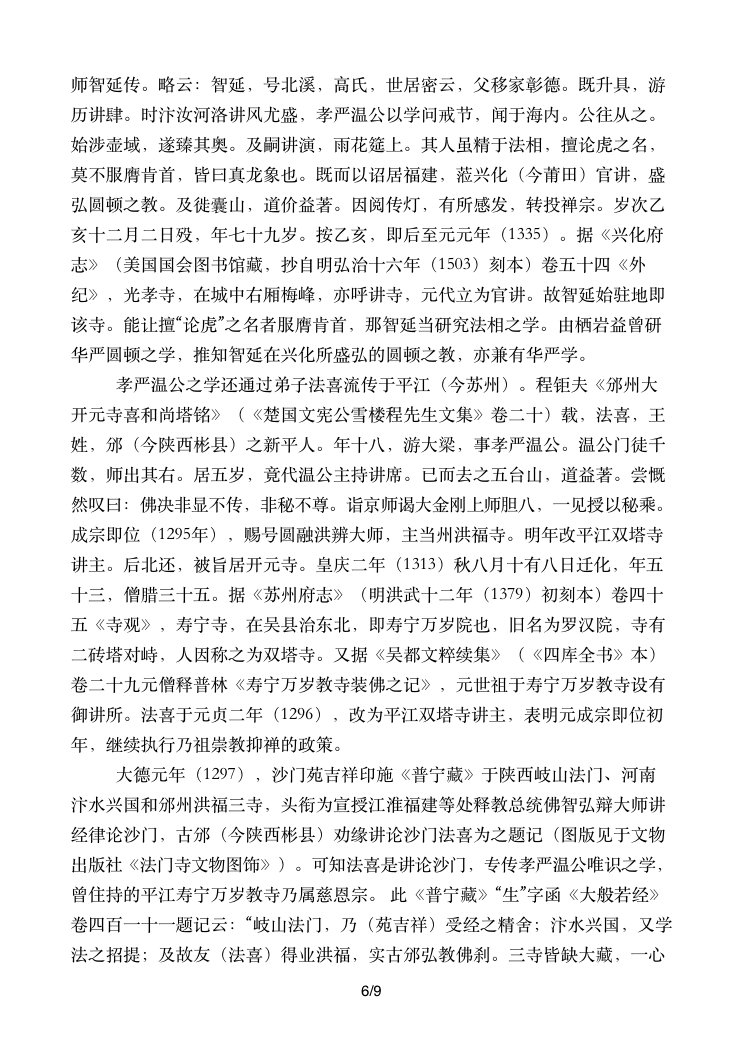 师智延传。略云：智延，号北溪，高氏，世居密云，父移家彰德。既升具，游
历讲肆。时汴汝河洛讲风尤盛，孝严温公以学问戒节，闻于海内。公往从之。
始涉壶域，遂臻其奥。及嗣讲演，雨花筵上。其人虽精于法相，擅论虎之名，
莫不服膺肯首，皆曰真龙象也。既而以诏居福建，莅兴化（今莆田）官讲，盛
弘圆顿之教。及徙囊山，道价益著。因阅传灯，有所感发，转投禅宗。岁次乙
亥十二月二日殁，年七十九岁。按乙亥，即后至元元年（1335）。据《兴化府
志》（美国国会图书馆藏，抄自明弘治十六年（1503）刻本）卷五十四《外
纪》，光孝寺，在城中右厢梅峰，亦呼讲寺，元代立为官讲。故智延始驻地即
该寺。能让擅“论虎”之名者服膺肯首，那智延当研究法相之学。由栖岩益曾研
华严圆顿之学，推知智延在兴化所盛弘的圆顿之教，亦兼有华严学。
孝严温公之学还通过弟子法喜流传于平江（今苏州）。程钜夫《邠州大
开元寺喜和尚塔铭》（《楚国文宪公雪楼程先生文集》卷二十）载，法喜，王
姓，邠（今陕西彬县）之新平人。年十八，游大梁，事孝严温公。温公门徒千
数，师出其右。居五岁，竟代温公主持讲席。已而去之五台山，道益著。尝慨
然叹曰：佛决非显不传，非秘不尊。诣京师谒大金刚上师胆八，一见授以秘乘。
成宗即位（1295年），赐号圆融洪辨大师，主当州洪福寺。明年改平江双塔寺
讲主。后北还，被旨居开元寺。皇庆二年（1313）秋八月十有八日迁化，年五
十三，僧腊三十五。据《苏州府志》（明洪武十二年（1379）初刻本）卷四十
五《寺观》，寿宁寺，在吴县治东北，即寿宁万岁院也，旧名为罗汉院，寺有
二砖塔对峙，人因称之为双塔寺。又据《吴都文粹续集》（《四库全书》本）
卷二十九元僧释普林《寿宁万岁教寺装佛之记》，元世祖于寿宁万岁教寺设有
御讲所。法喜于元贞二年（1296），改为平江双塔寺讲主，表明元成宗即位初
年，继续执行乃祖崇教抑禅的政策。
大德元年（1297），沙门苑吉祥印施《普宁藏》于陕西岐山法门、河南
汴水兴国和邠州洪福三寺，头衔为宣授江淮福建等处释教总统佛智弘辩大师讲
经律论沙门，古邠（今陕西彬县）劝缘讲论沙门法喜为之题记（图版见于文物
出版社《法门寺文物图饰》）。可知法喜是讲论沙门，专传孝严温公唯识之学，
曾住持的平江寿宁万岁教寺乃属慈恩宗。 此《普宁藏》“生”字函《大般若经》
卷四百一十一题记云：“岐山法门，乃（苑吉祥）受经之精舍；汴水兴国，又学
法之招提；及故友（法喜）得业洪福，实古邠弘教佛刹。三寺皆缺大藏，一心
6/9